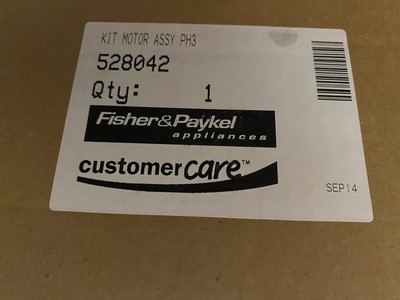 KIT MOTOR ASSY PH3
528042
Qty: 1
Fisher&Paykel
appliances
customercare™
SEP14